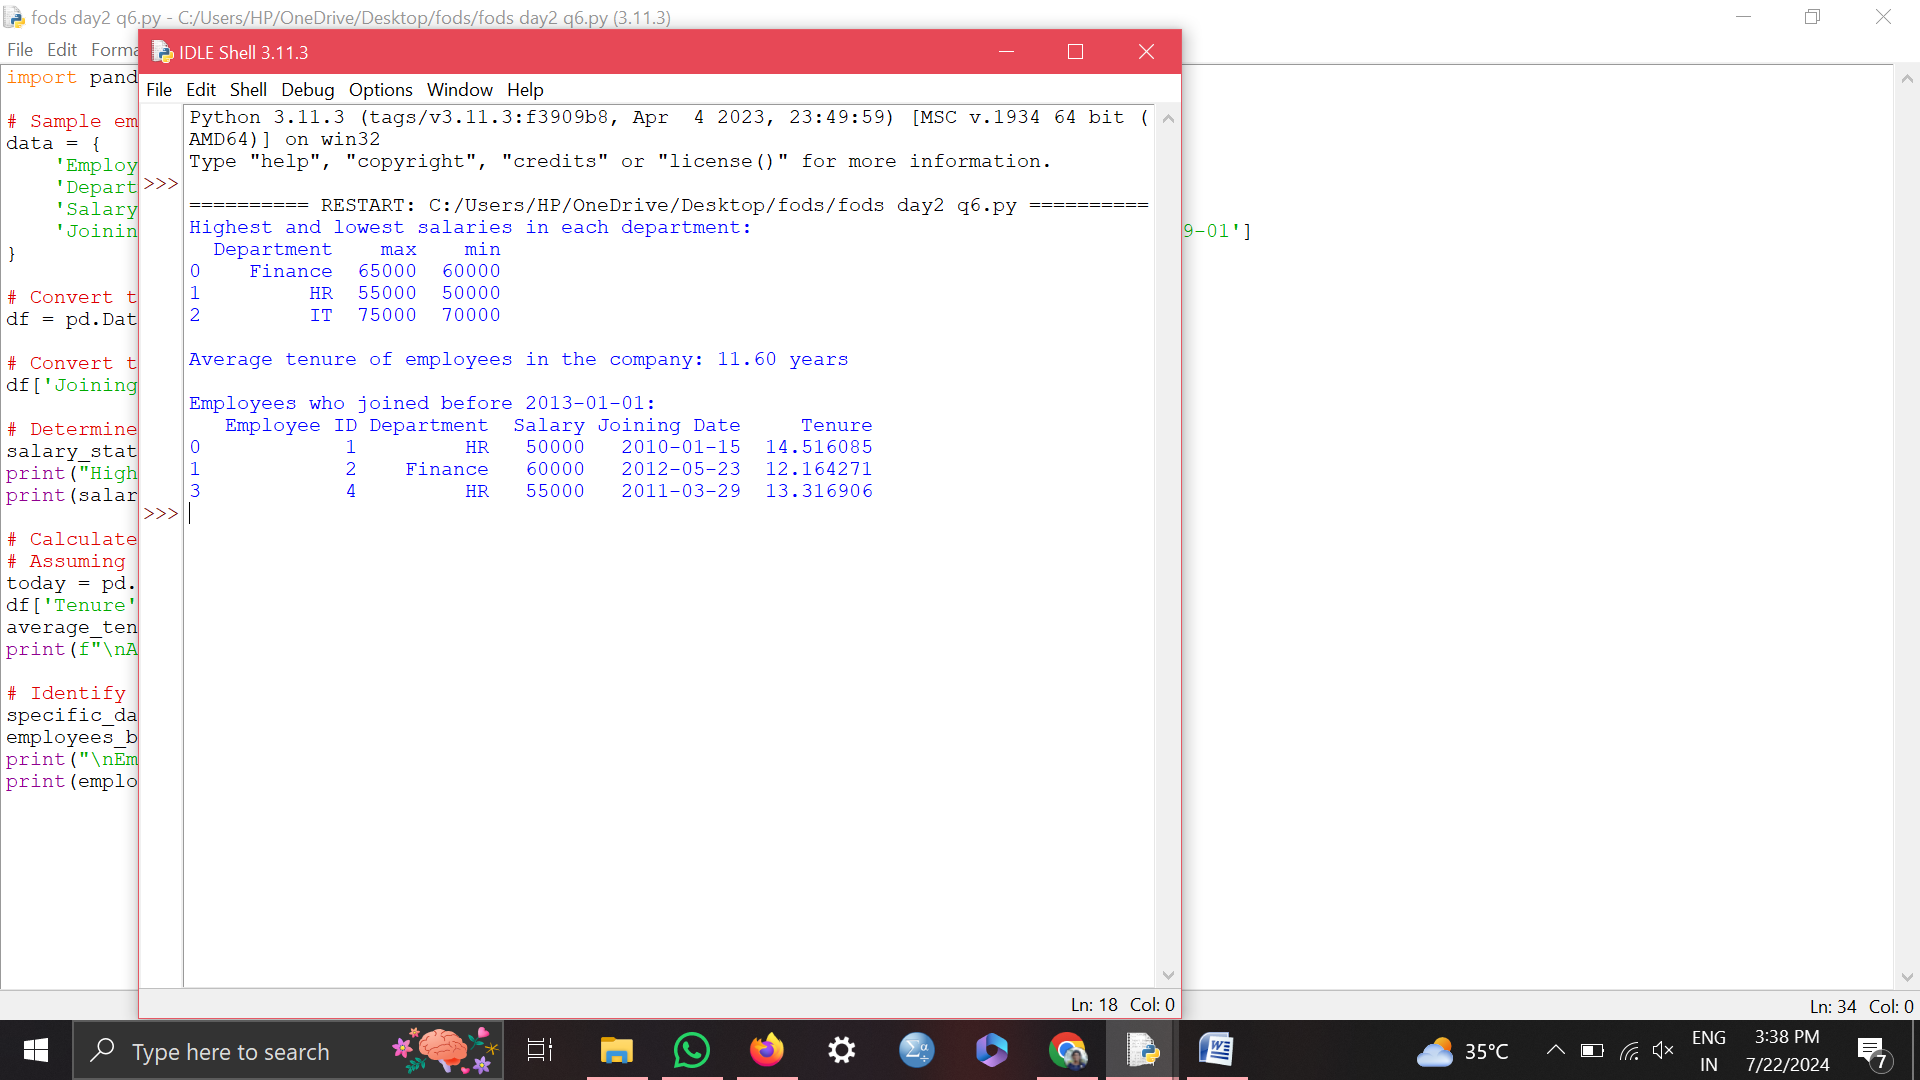 fods day2 q6.py - C:/Users/HP/OneDrive/Desktop/fods/fods day2 q6.py (3.11.3)
File Edit Forma
import pand
# Sample em
data = {
'Employ
'Depart
'Salary
'Joinin
9-01']
}
# Convert t
df = pd.Dat
# Convert t
df['Joining
# Determine
salary_stat
print("High
print(salar
# Calculate
# Assuming
today = pd.
df['Tenure'
average_ten
print(f"\nA
# Identify
specific_da
employees_b
print("\nEm
print(emplo
IDLE Shell 3.11.3
File Edit Shell Debug Options Window Help
Python 3.11.3 (tags/v3.11.3:f3909b8, Apr  4 2023, 23:49:59) [MSC v.1934 64 bit (
AMD64)] on win32
Type "help", "copyright", "credits" or "license()" for more information.
>>>
========== RESTART: C:/Users/HP/OneDrive/Desktop/fods/fods day2 q6.py ==========
Highest and lowest salaries in each department:
Department max min
0 Finance 65000 60000
1 HR 55000 50000
2 IT 75000 70000
Average tenure of employees in the company: 11.60 years
Employees who joined before 2013-01-01:
Employee ID Department Salary Joining Date Tenure
0 1 HR 50000 2010-01-15 14.516085
1 2 Finance 60000 2012-05-23 12.164271
3 4 HR 55000 2011-03-29 13.316906
>>>
Ln: 18 Col: 0
Ln: 34 Col: 0
Type here to search
35°C
ENG
IN
3:38 PM
7/22/2024
7